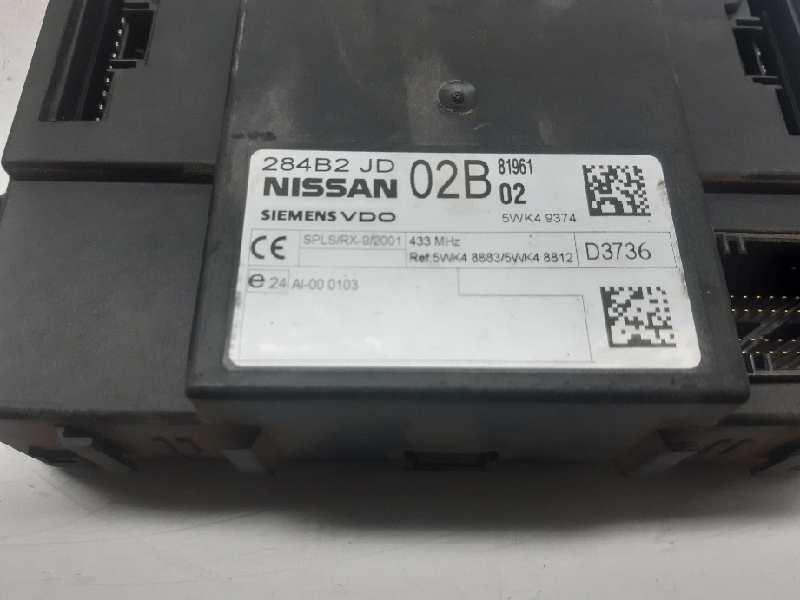 284B2 JD 02B 81961
NISSAN 02
SIEMENS VDO 5WK4 9374
CE SPLS/RX-9/2001 433 MHz D3736
Ref.5WK4 8883/5WK4 8812
e 24 AI-00 0103